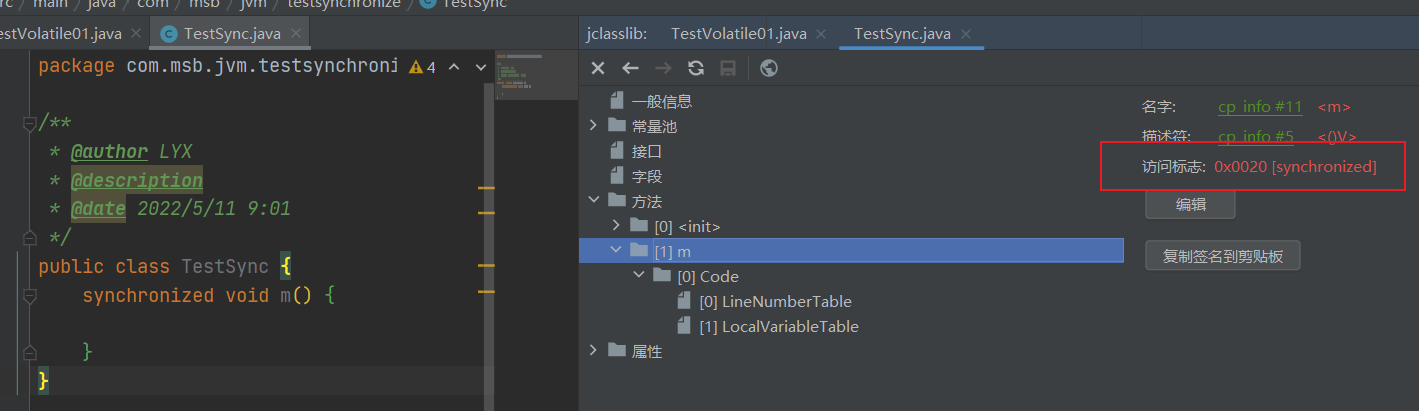 rc
main
java
com
msb
jvm
testsynchronize
TestSync
estVolatile01.java
TestSync.java
package com.msb.jvm.testsynchroni
4
/**
* @author LYX
* @description
* @date 2022/5/11 9:01
*/
public class TestSync {
synchronized void m() {
}
}
jclasslib:
TestVolatile01.java
TestSync.java
一般信息
常量池
接口
字段
方法
[0] <init>
[1] m
[0] Code
[0] LineNumberTable
[1] LocalVariableTable
属性
名字: cp_info #11 <m>
描述符: cp_info #5 <()V>
访问标志: 0x0020 [synchronized]
编辑
复制签名到剪贴板